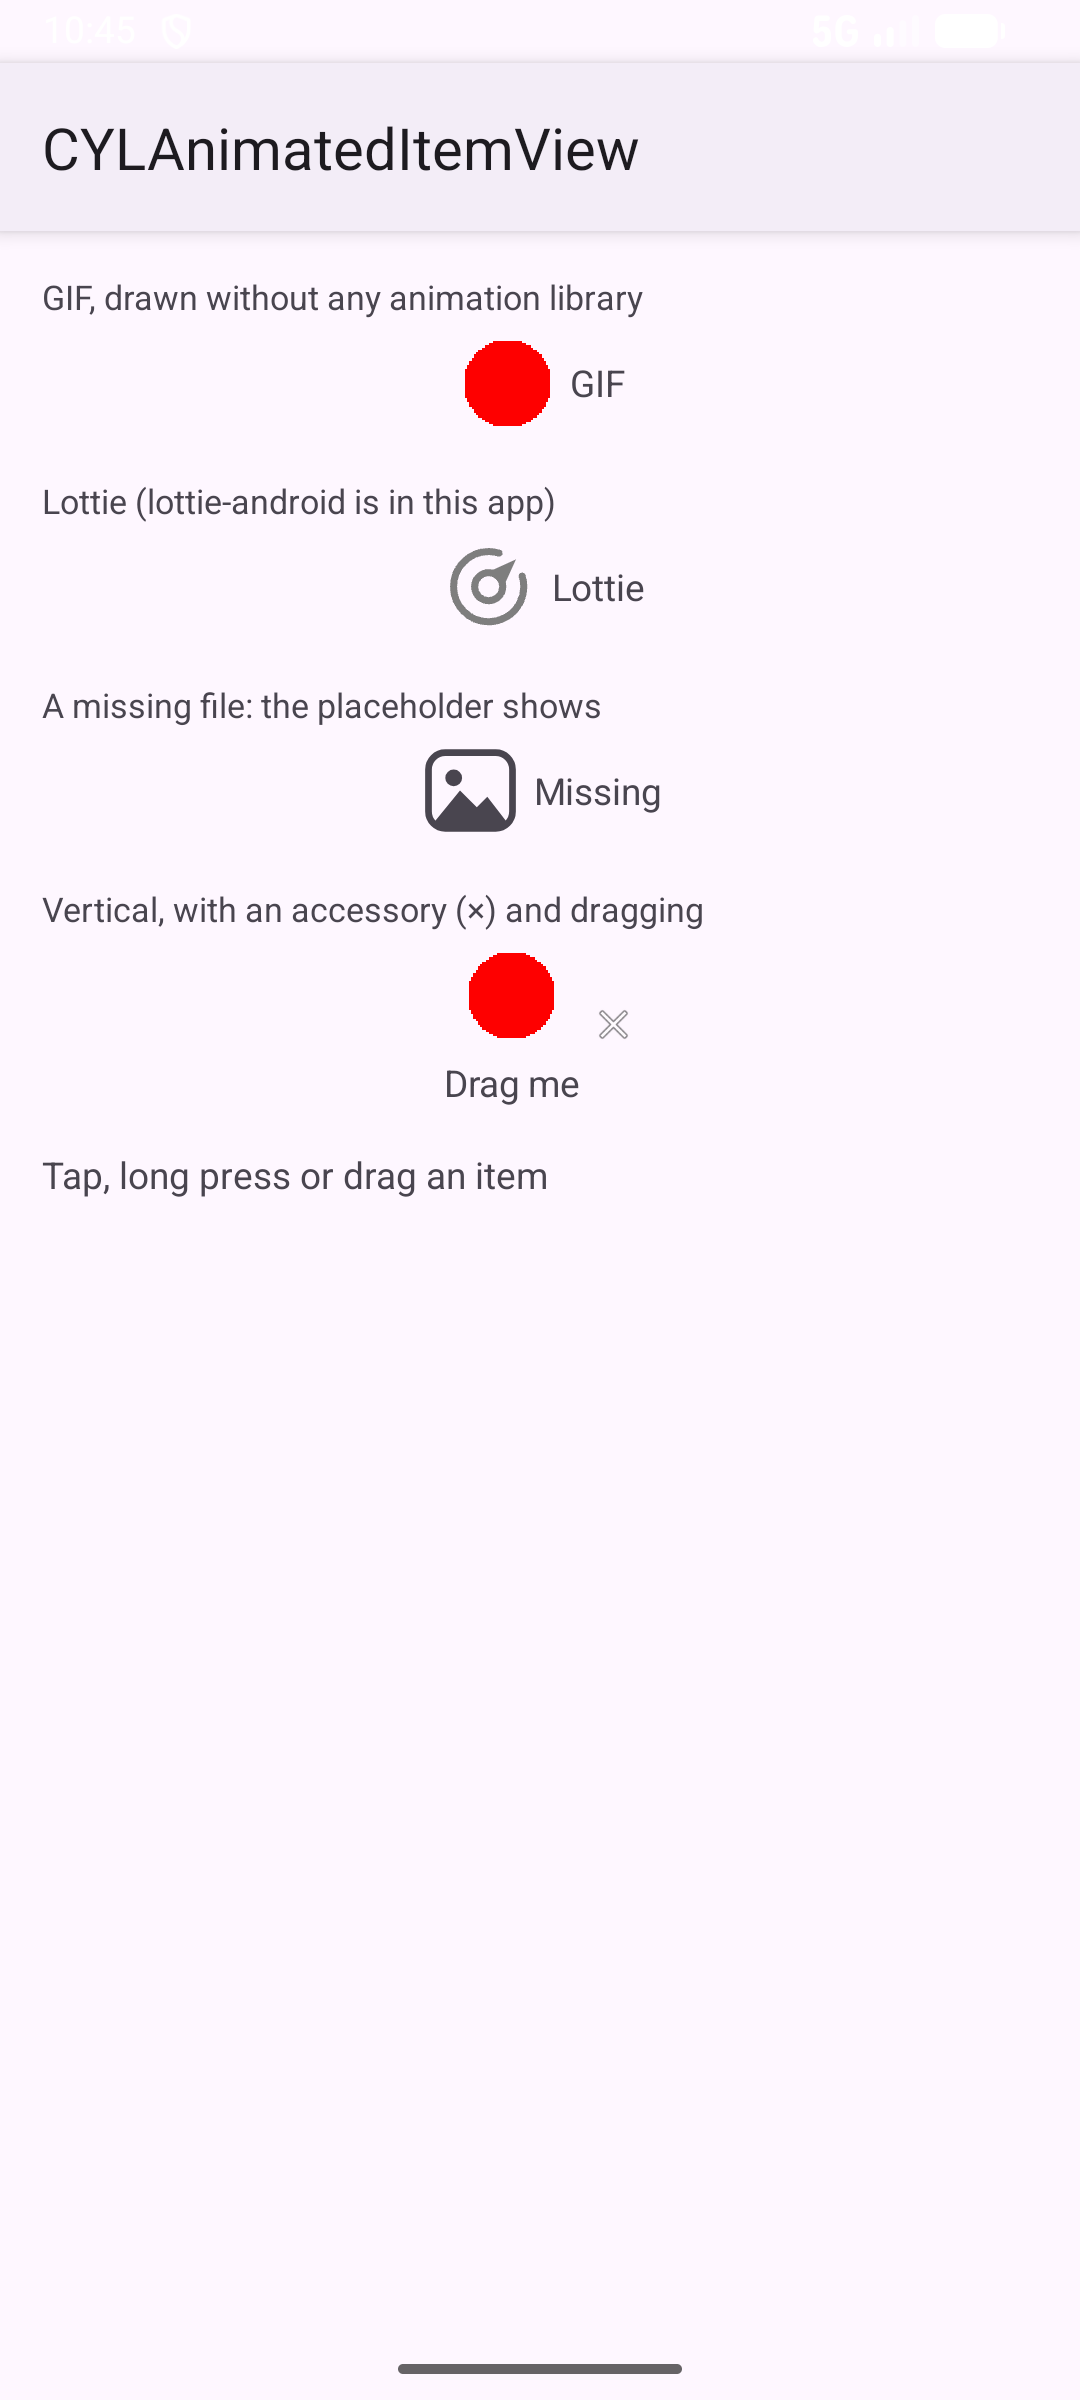 10:45 5G
CYLAnimatedItemView
GIF, drawn without any animation library
GIF
Lottie (lottie-android is in this app)
Lottie
A missing file: the placeholder shows
Missing
Vertical, with an accessory (×) and dragging
Drag me
Tap, long press or drag an item